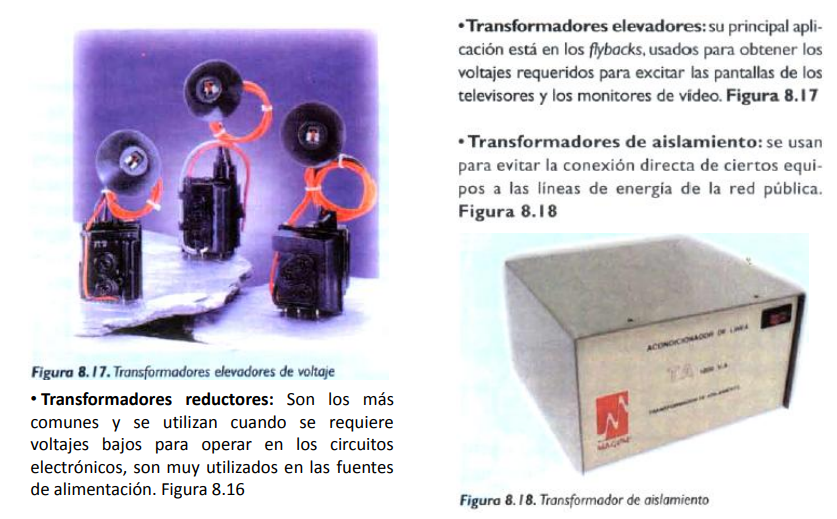 Figura 8.17. Transformadores elevadores de voltaje
• Transformadores reductores: Son los más
comunes y se utilizan cuando se requiere
voltajes bajos para operar en los circuitos
electrónicos, son muy utilizados en las fuentes
de alimentación. Figura 8.16
•Transformadores elevadores: su principal apli-
cación está en los flybacks, usados para obtener los
voltajes requeridos para excitar las pantallas de los
televisores y los monitores de vídeo. Figura 8.17
• Transformadores de aislamiento: se usan
para evitar la conexión directa de ciertos equi-
pos a las líneas de energía de la red pública.
Figura 8.18
ACONDICIONADOR DE LINEA
TA
TRANSFORMADOR DE AISLAMIENTO
Figura 8.18. Transformador de aislamiento